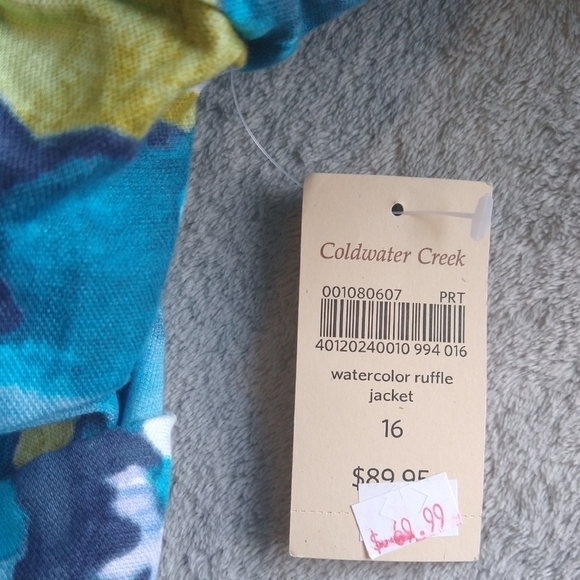 Coldwater Creek
001080607 PRT
40120240010 994 016
watercolor ruffle
jacket
16
$89.95
$69.99